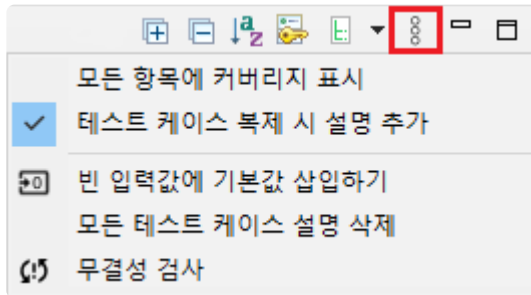 모든 항목에 커버리지 표시
테스트 케이스 복제 시 설명 추가
빈 입력값에 기본값 삽입하기
모든 테스트 케이스 설명 삭제
무결성 검사